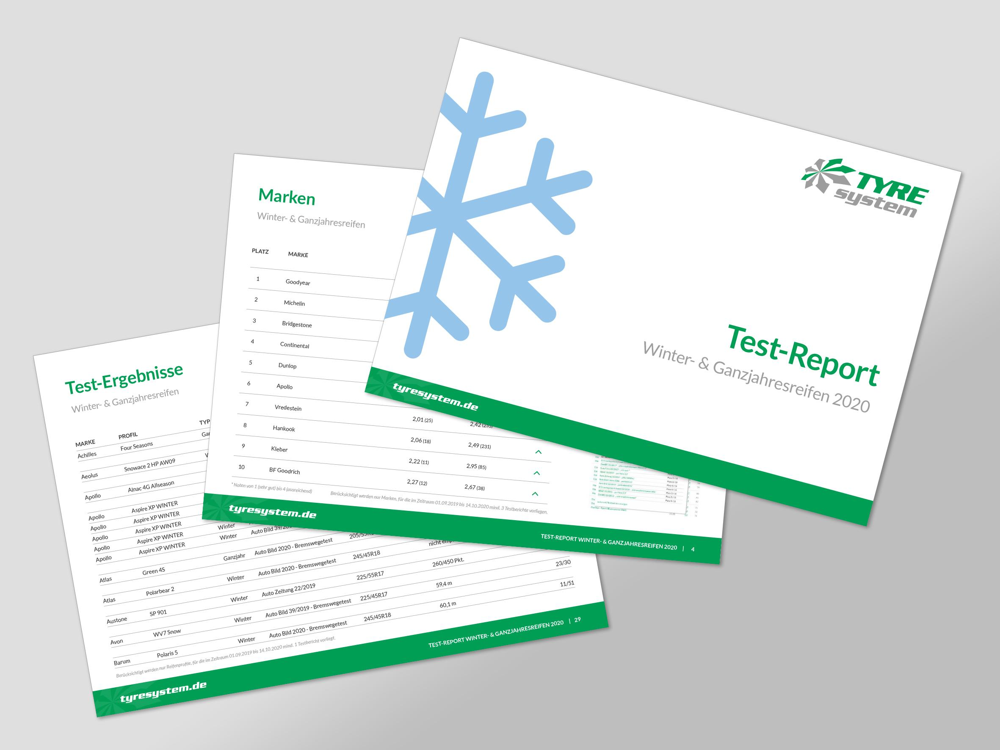 TYRE
system
Test-Report
Winter- & Ganzjahresreifen 2020
tyresystem.de
Marken
Winter- & Ganzjahresreifen
PLATZ MARKE
1 Goodyear
2 Michelin
3 Bridgestone
4 Continental
5 Dunlop
6 Apollo
7 Vredestein 2,01 (25) 2,42 (255)
8 Hankook 2,06 (18) 2,49 (231)
9 Kleber 2,22 (11) 2,95 (85)
10 BF Goodrich 2,27 (12) 2,67 (38)
* Noten von 1 (sehr gut) bis 4 (ausreichend) Berücksichtigt werden nur Marken, für die im Zeitraum 01.09.2019 bis 14.10.2020 mind. 3 Testberichte vorliegen.
tyresystem.de TEST-REPORT WINTER- & GANZJAHRESREIFEN 2020 | 4
Test-Ergebnisse
Winter- & Ganzjahresreifen
MARKE PROFIL TYP
Achilles Four Seasons
Aeolus Snowace 2 HP AW09
Apollo Alnac 4G Allseason
Apollo Aspire XP WINTER
Apollo Aspire XP WINTER
Apollo Aspire XP WINTER
Apollo Aspire XP WINTER Winter
Apollo Aspire XP WINTER Winter Auto Bild
Atlas Green 4S Ganzjahr Auto Bild 2020 - Bremswegetest
Atlas Polarbear 2 Winter Auto Bild 2020 - Bremswegetest 245/45R18 nicht
Austone SP 901 Winter Auto Zeitung 22/2019 225/55R17 260/450 Pkt.
Avon WV7 Snow Winter Auto Bild 39/2019 - Bremswegetest 225/45R17 59,4 m 23/30
Barum Polaris 5 Winter Auto Bild 2020 - Bremswegetest 245/45R18 60,1 m 11/51
Berücksichtigt werden nur Reifenprofile, für die im Zeitraum 01.09.2019 bis 14.10.2020 mind. 1 Testbericht vorliegt.
tyresystem.de TEST-REPORT WINTER- & GANZJAHRESREIFEN 2020 | 29